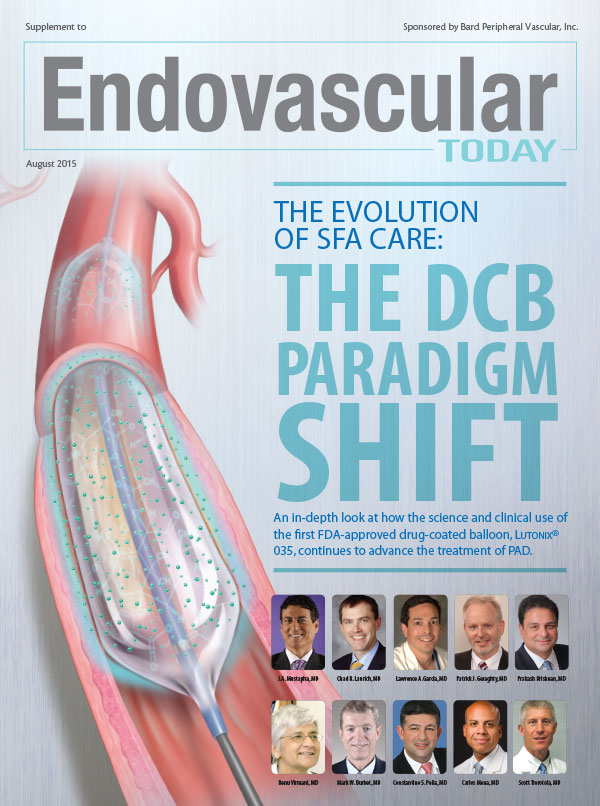 Supplement to
Sponsored by Bard Peripheral Vascular, Inc.
Endovascular
TODAY
August 2015
THE EVOLUTION
OF SFA CARE:
THE DCB
PARADIGM
SHIFT
An in-depth look at how the science and clinical use of
the first FDA-approved drug-coated balloon, LUTONIX®
035, continues to advance the treatment of PAD.
J.A. Mustapha, MD
Chad R. Laurich, MD
Lawrence A. Garcia, MD
Patrick J. Geraghty, MD
Prakash Krishnan, MD
Renu Virmani, MD
Mark W. Burket, MD
Constantino S. Peña, MD
Carlos Mena, MD
Scott Trerotola, MD